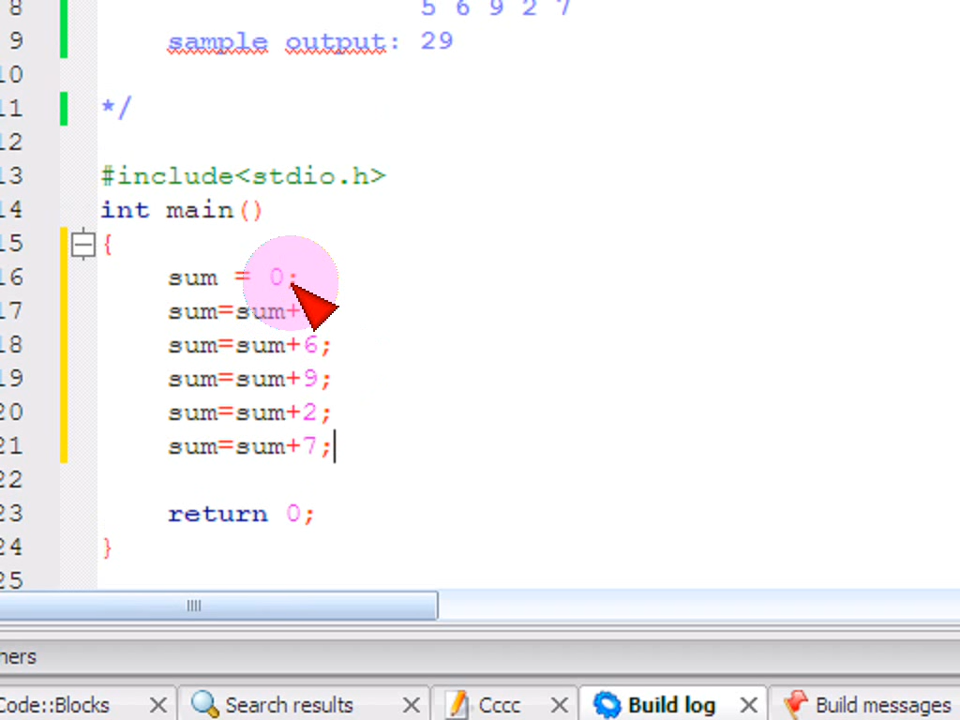 8 5 6 9 2 7
9 sample output: 29
10
11 */
12
13 #include<stdio.h>
14 int main()
15 {
16 sum = 0;
17 sum=sum+
18 sum=sum+6;
19 sum=sum+9;
20 sum=sum+2;
21 sum=sum+7;
22
23 return 0;
24 }
25
ners
Code::Blocks Search results Cccc Build log Build messages